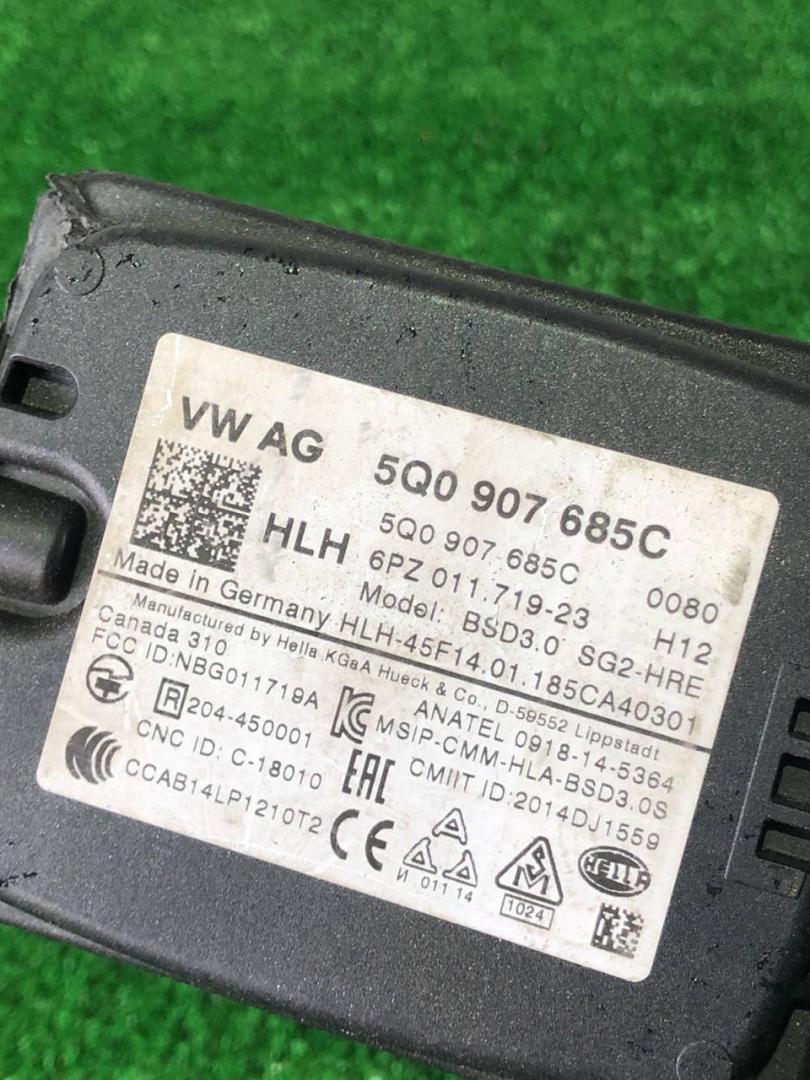 VW AG 5Q0 907 685C
5Q0 907 685C 0080
HLH 6PZ 011.719-23 H12
Model: BSD3.0 SG2-HRE
Made in Germany HLH-45F14.01.185CA40301
Manufactured by Hella KGaA Hueck & Co., D-59552 Lippstadt
Canada 310 ANATEL 0918-14-5364
FCC ID:NBG011719A MSIP-CMM-HLA-BSD3.0S
R 204-450001 CMIIT ID:2014DJ1559
CNC ID: C-18010 EAC
CCAB14LP1210T2 CE
И 011 14
SM
1024
HELLA